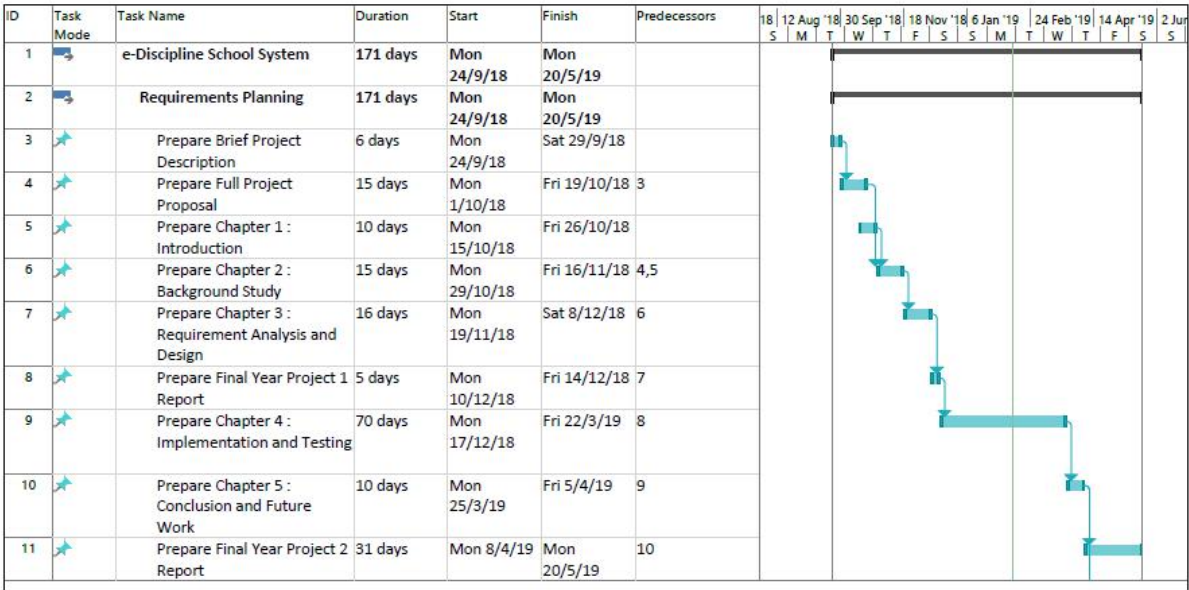 ID Task Mode Task Name Duration Start Finish Predecessors
18 12 Aug '18 30 Sep '18 18 Nov '18 6 Jan '19 24 Feb '19 14 Apr '19 2 Jur
S M T W T F S S M T W T F S S
1 e-Discipline School System 171 days Mon 24/9/18 Mon 20/5/19
2 Requirements Planning 171 days Mon 24/9/18 Mon 20/5/19
3 Prepare Brief Project Description 6 days Mon 24/9/18 Sat 29/9/18
4 Prepare Full Project Proposal 15 days Mon 1/10/18 Fri 19/10/18 3
5 Prepare Chapter 1 : Introduction 10 days Mon 15/10/18 Fri 26/10/18
6 Prepare Chapter 2 : Background Study 15 days Mon 29/10/18 Fri 16/11/18 4,5
7 Prepare Chapter 3 : Requirement Analysis and Design 16 days Mon 19/11/18 Sat 8/12/18 6
8 Prepare Final Year Project 1 Report 5 days Mon 10/12/18 Fri 14/12/18 7
9 Prepare Chapter 4 : Implementation and Testing 70 days Mon 17/12/18 Fri 22/3/19 8
10 Prepare Chapter 5 : Conclusion and Future Work 10 days Mon 25/3/19 Fri 5/4/19 9
11 Prepare Final Year Project 2 Report 31 days Mon 8/4/19 Mon 20/5/19 10